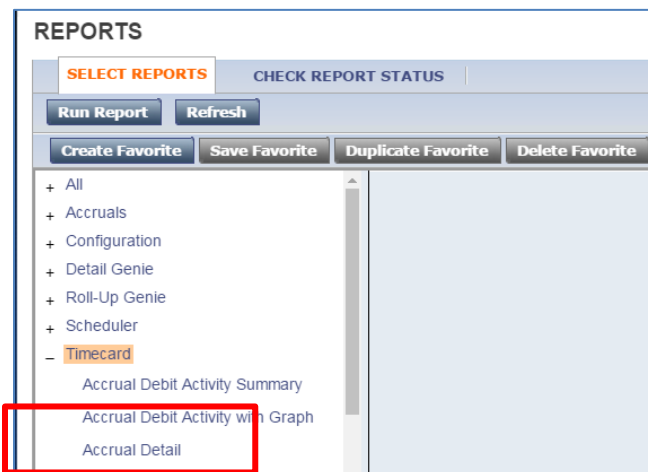 REPORTS
SELECT REPORTS CHECK REPORT STATUS
Run Report Refresh
Create Favorite Save Favorite Duplicate Favorite Delete Favorite
+ All
+ Accruals
+ Configuration
+ Detail Genie
+ Roll-Up Genie
+ Scheduler
– Timecard
Accrual Debit Activity Summary
Accrual Debit Activity with Graph
Accrual Detail